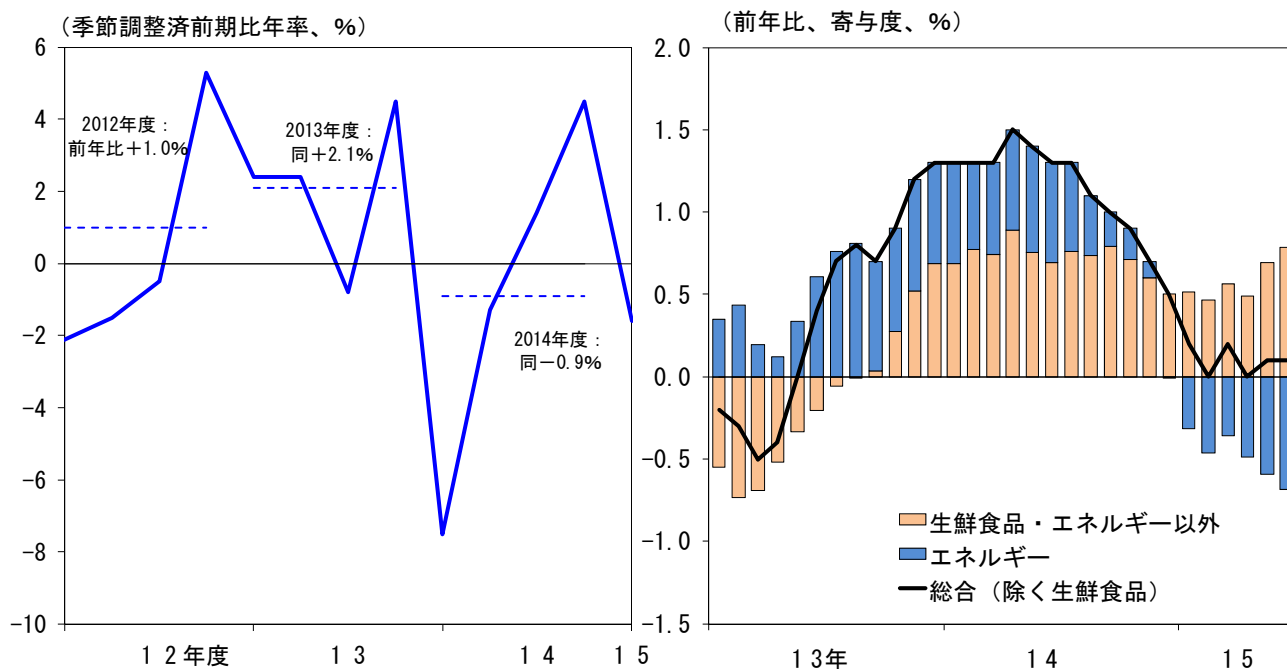 （季節調整済前期比年率、%）
6
4
2
0
-2
-4
-6
-8
-10
2012年度：
前年比＋1.0%
2013年度：
同＋2.1%
2014年度：
同－0.9%
１２年度
１３
１４
１５
（前年比、寄与度、%）
2.0
1.5
1.0
0.5
0.0
-0.5
-1.0
-1.5
生鮮食品・エネルギー以外
エネルギー
総合（除く生鮮食品）
１３年
１４
１５